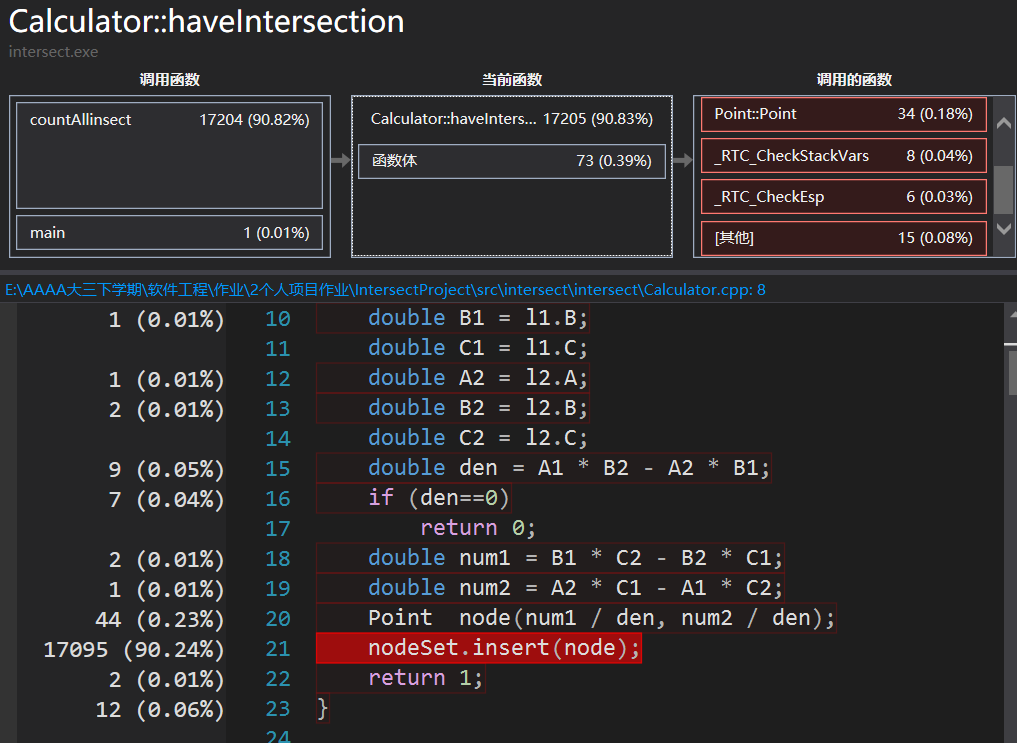 Calculator::haveIntersection
intersect.exe
调用函数 当前函数 调用的函数
countAllinsect 17204 (90.82%)
main 1 (0.01%)
Calculator::haveInters... 17205 (90.83%)
函数体 73 (0.39%)
Point::Point 34 (0.18%)
_RTC_CheckStackVars 8 (0.04%)
_RTC_CheckEsp 6 (0.03%)
[其他] 15 (0.08%)
E:\AAAA大三下学期\软件工程\作业\2个人项目作业\IntersectProject\src\intersect\intersect\Calculator.cpp: 8
1 (0.01%) 10 double B1 = l1.B;
11 double C1 = l1.C;
1 (0.01%) 12 double A2 = l2.A;
2 (0.01%) 13 double B2 = l2.B;
14 double C2 = l2.C;
9 (0.05%) 15 double den = A1 * B2 - A2 * B1;
7 (0.04%) 16 if (den==0)
17 return 0;
2 (0.01%) 18 double num1 = B1 * C2 - B2 * C1;
1 (0.01%) 19 double num2 = A2 * C1 - A1 * C2;
44 (0.23%) 20 Point node(num1 / den, num2 / den);
17095 (90.24%) 21 nodeSet.insert(node);
2 (0.01%) 22 return 1;
12 (0.06%) 23 }
24